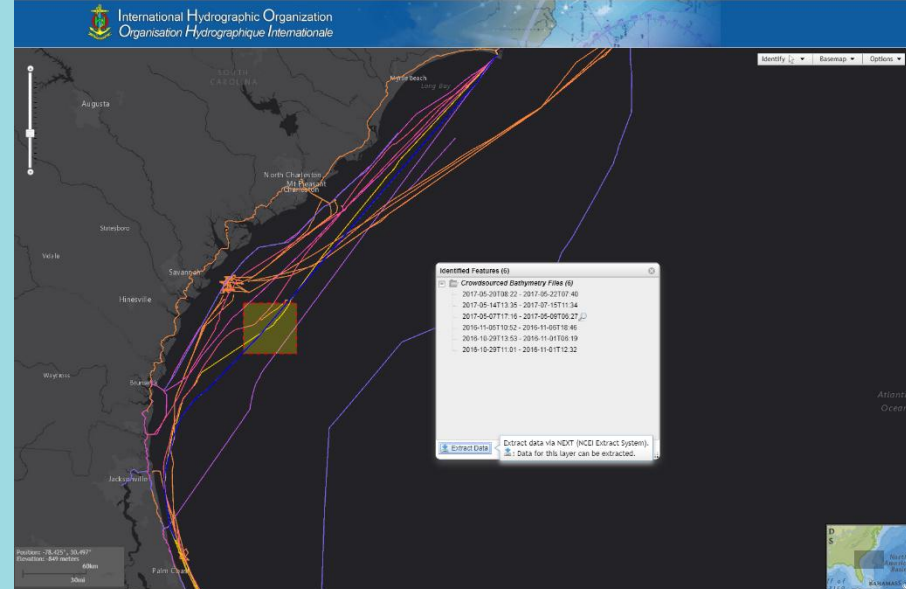 International Hydrographic Organization
Organisation Hydrographique Internationale
Identify
Basemap
Options
SOUTH
CAROLINA
Myrtle Beach
Long Bay
Augusta
North Charleston
Mt Pleasant
Charleston
Statesboro
Vidalia
Savannah
Hinesville
Waycross
Brunswick
Jacksonville
Palm Coast
Atlant
Ocean
Identified Features (6)
Crowdsourced Bathymetry Files (6)
2017-05-20T08:22 - 2017-05-22T07:40
2017-05-14T13:35 - 2017-07-15T11:34
2017-05-07T17:16 - 2017-05-09T06:27
2016-11-05T10:52 - 2016-11-06T18:46
2016-10-29T13:53 - 2016-11-01T06:19
2016-10-29T11:01 - 2016-11-01T12:32
Extract Data
Extract data via NEXT (NCEI Extract System).
: Data for this layer can be extracted.
Position: -78.425°, 30.497°
Elevation: -849 meters
60km
30mi